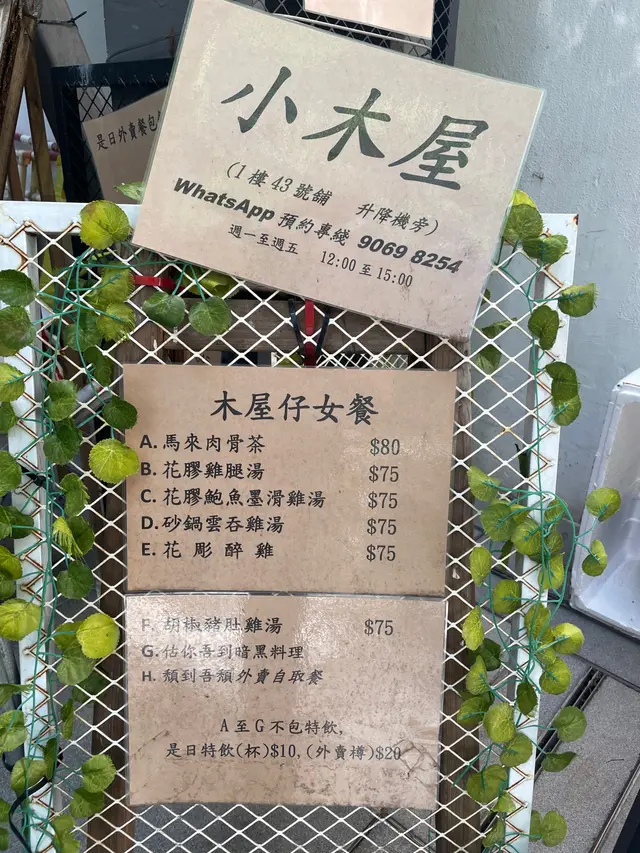 是日外賣餐包
小木屋
(1樓43號舖 升降機旁)
WhatsApp 預約專綫 9069 8254
週一至週五 12:00至15:00
木屋仔女餐
A. 馬來肉骨茶 $80
B. 花膠雞腿湯 $75
C. 花膠鮑魚墨滑雞湯 $75
D. 砂鍋雲吞雞湯 $75
E. 花彫醉雞 $75
F. 胡椒豬肚雞湯 $75
G. 估你吾到暗黑料理
H. 頹到吾頹外賣自取餐
A至G不包特飲,
是日特飲(杯)$10,(外賣樽)$20